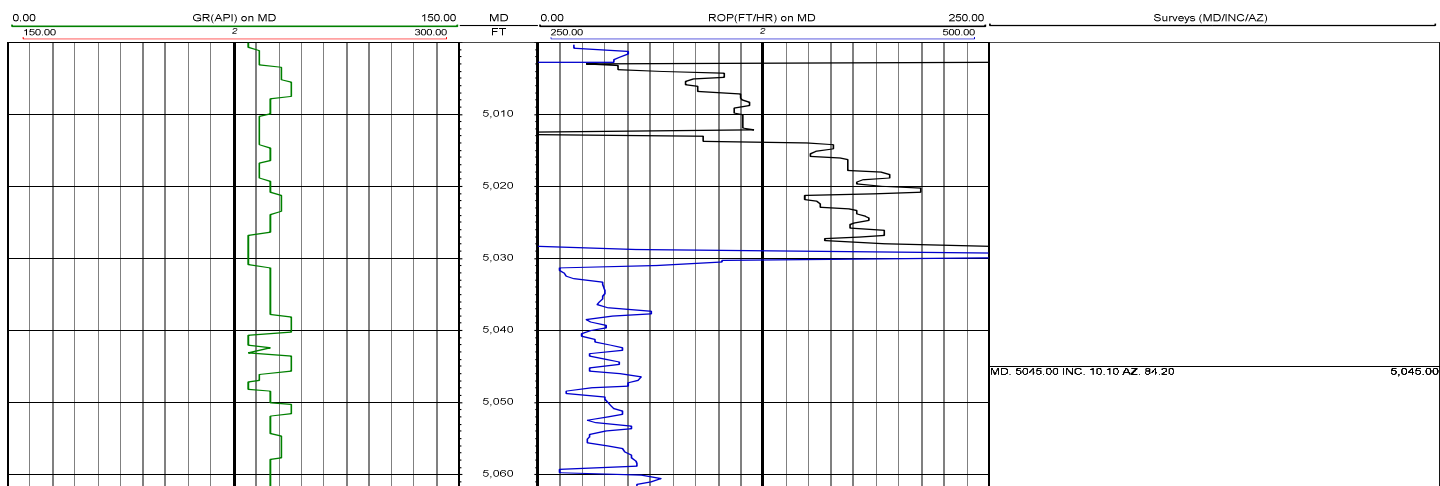 0.00 GR(API) on MD 150.00 MD 0.00 ROP(FT/HR) on MD 250.00 Surveys (MD/INC/AZ)
150.00 2 300.00 FT 250.00 2 500.00
5,010
5,020
5,030
5,040
MD. 5045.00 INC. 10.10 AZ. 84.20 5,045.00
5,050
5,060